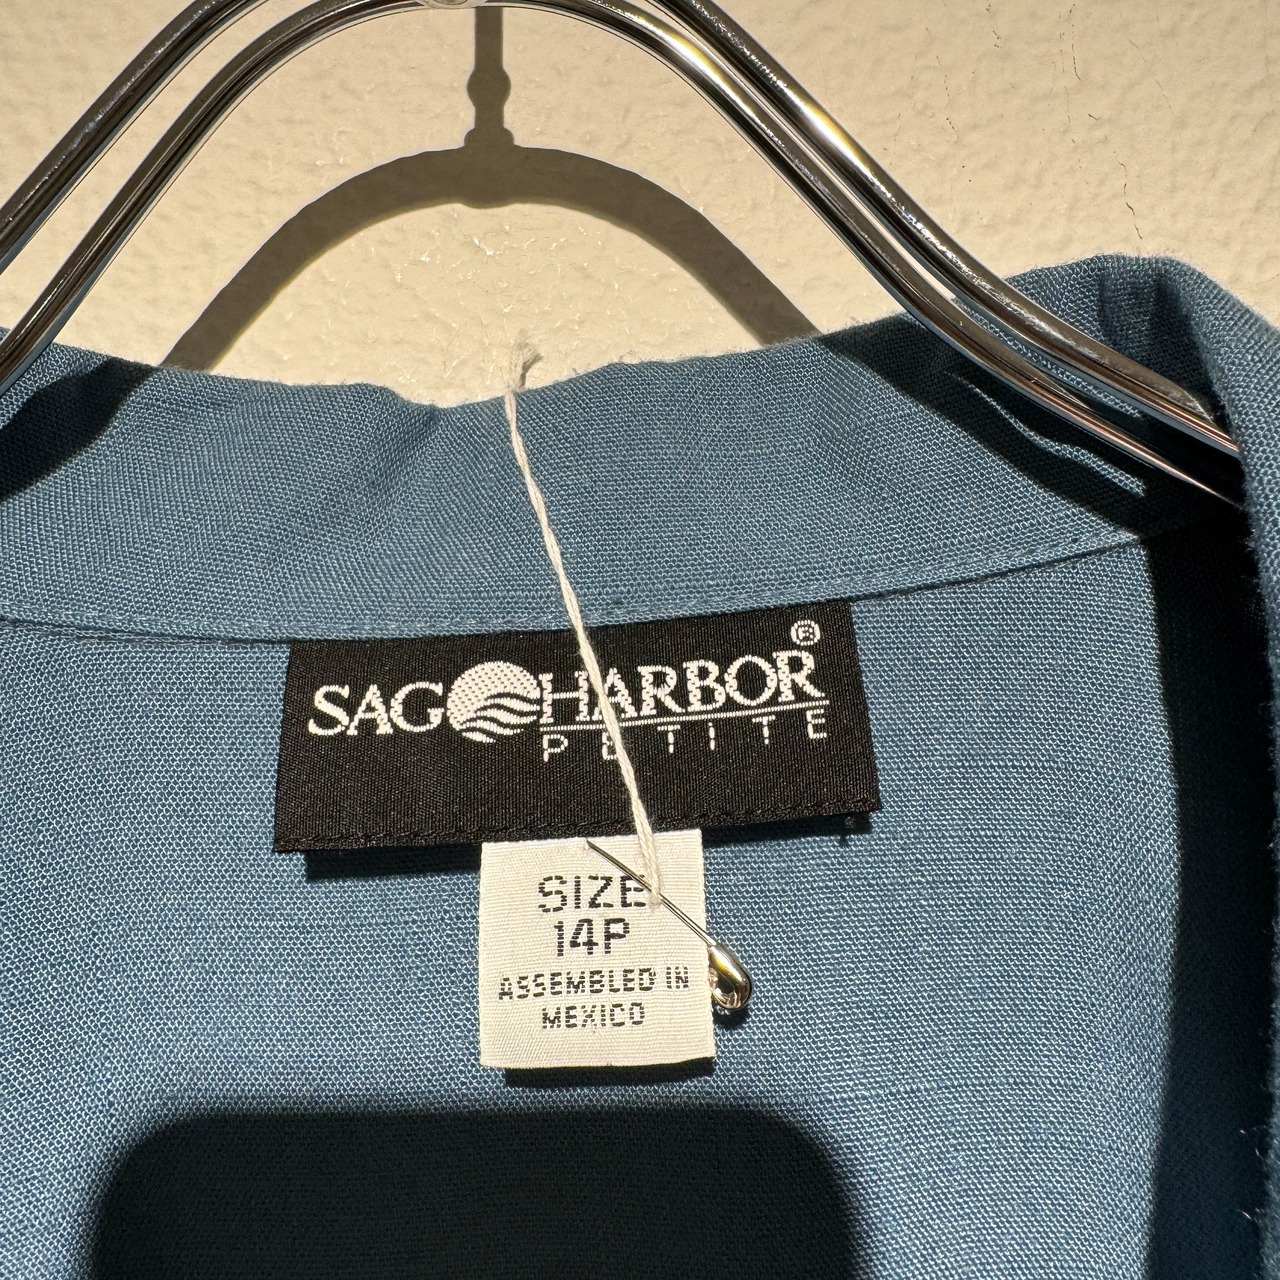 SAG HARBOR®
PETITE
SIZE
14P
ASSEMBLED IN
MEXICO